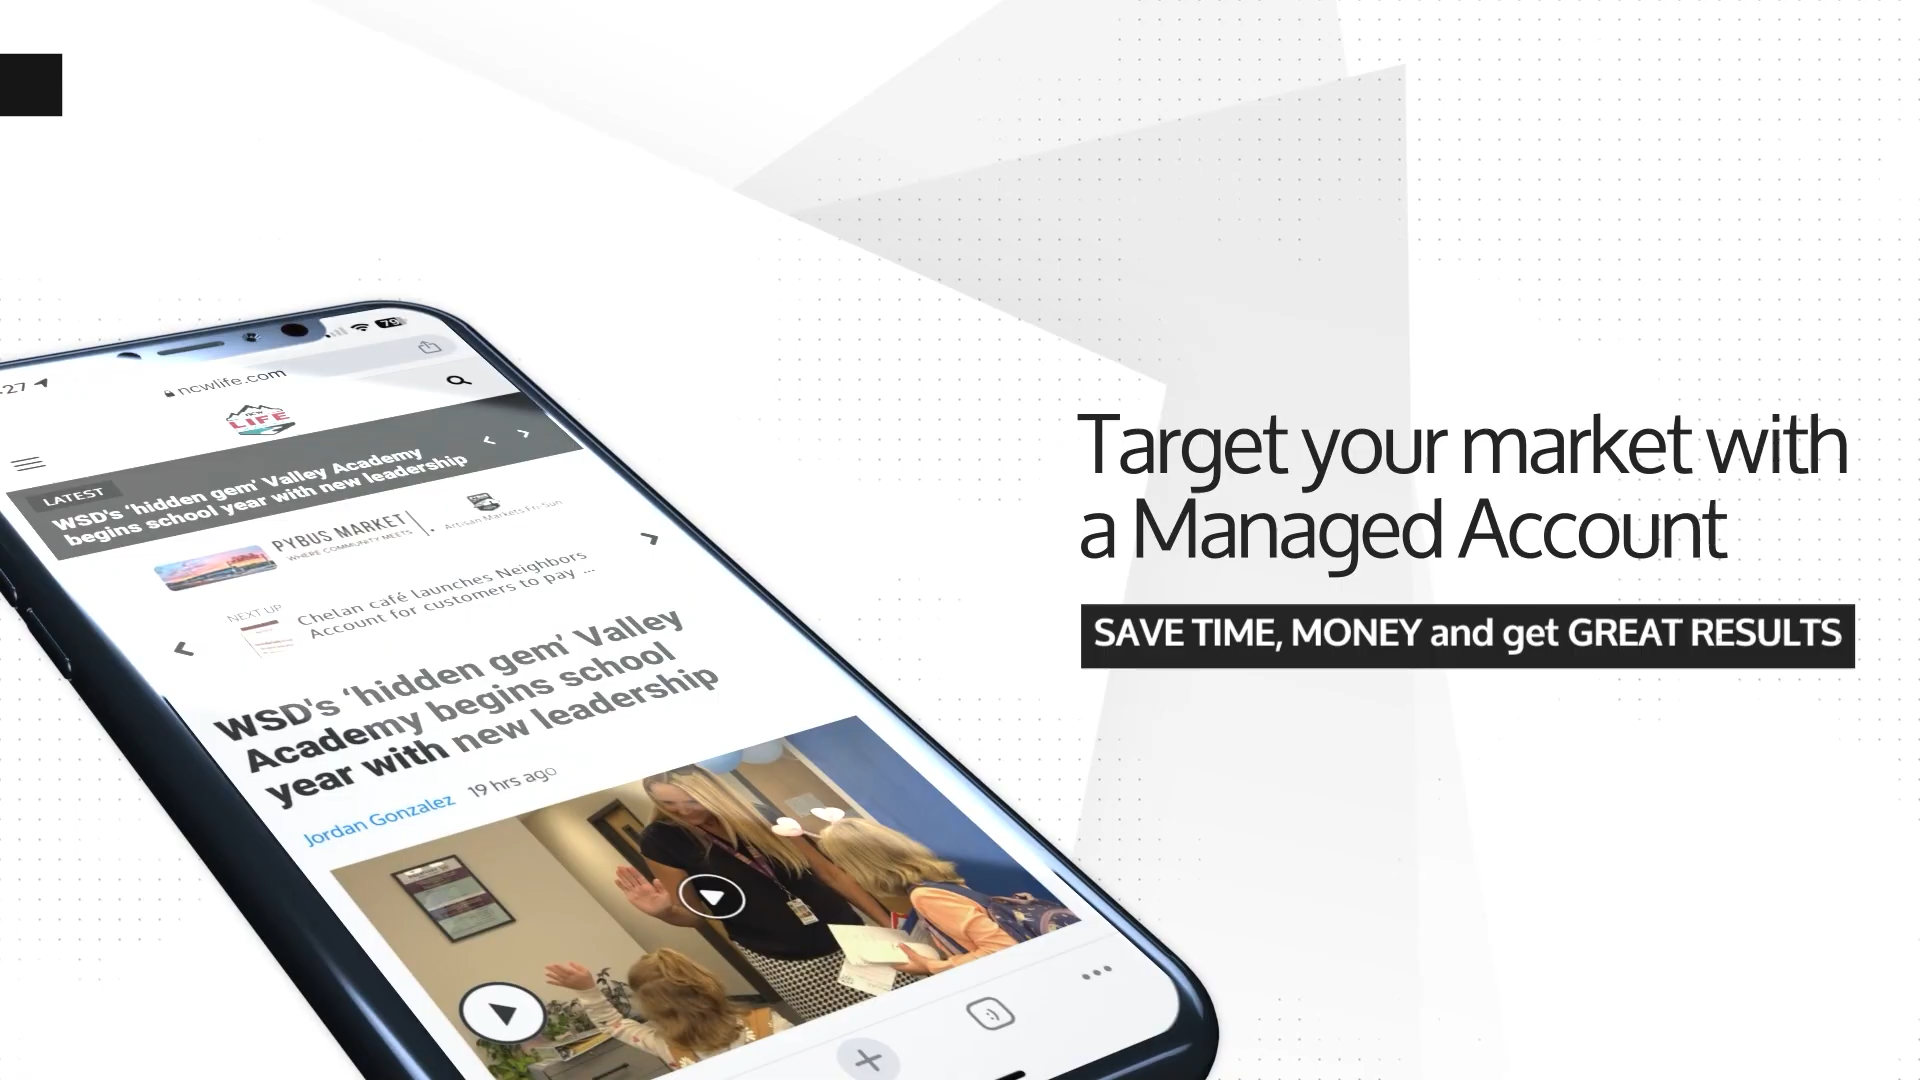 :27
79
ncwlife.com
ncw
LIFE
LATEST
WSD's 'hidden gem' Valley Academy
begins school year with new leadership
PYBUS MARKET
WHERE COMMUNITY MEETS
Artisan Markets Fri-Sun
NEXT UP
Chelan café launches Neighbors
Account for customers to pay ...
WSD's 'hidden gem' Valley
Academy begins school
year with new leadership
Jordan Gonzalez 19 hrs ago
:)
Target your market with
a Managed Account
SAVE TIME, MONEY and get GREAT RESULTS